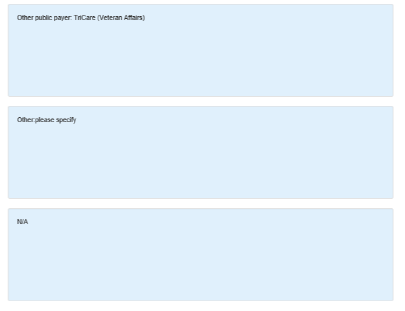 Other public payer: TriCare (Veteran Affairs)
Other:please specify
N/A